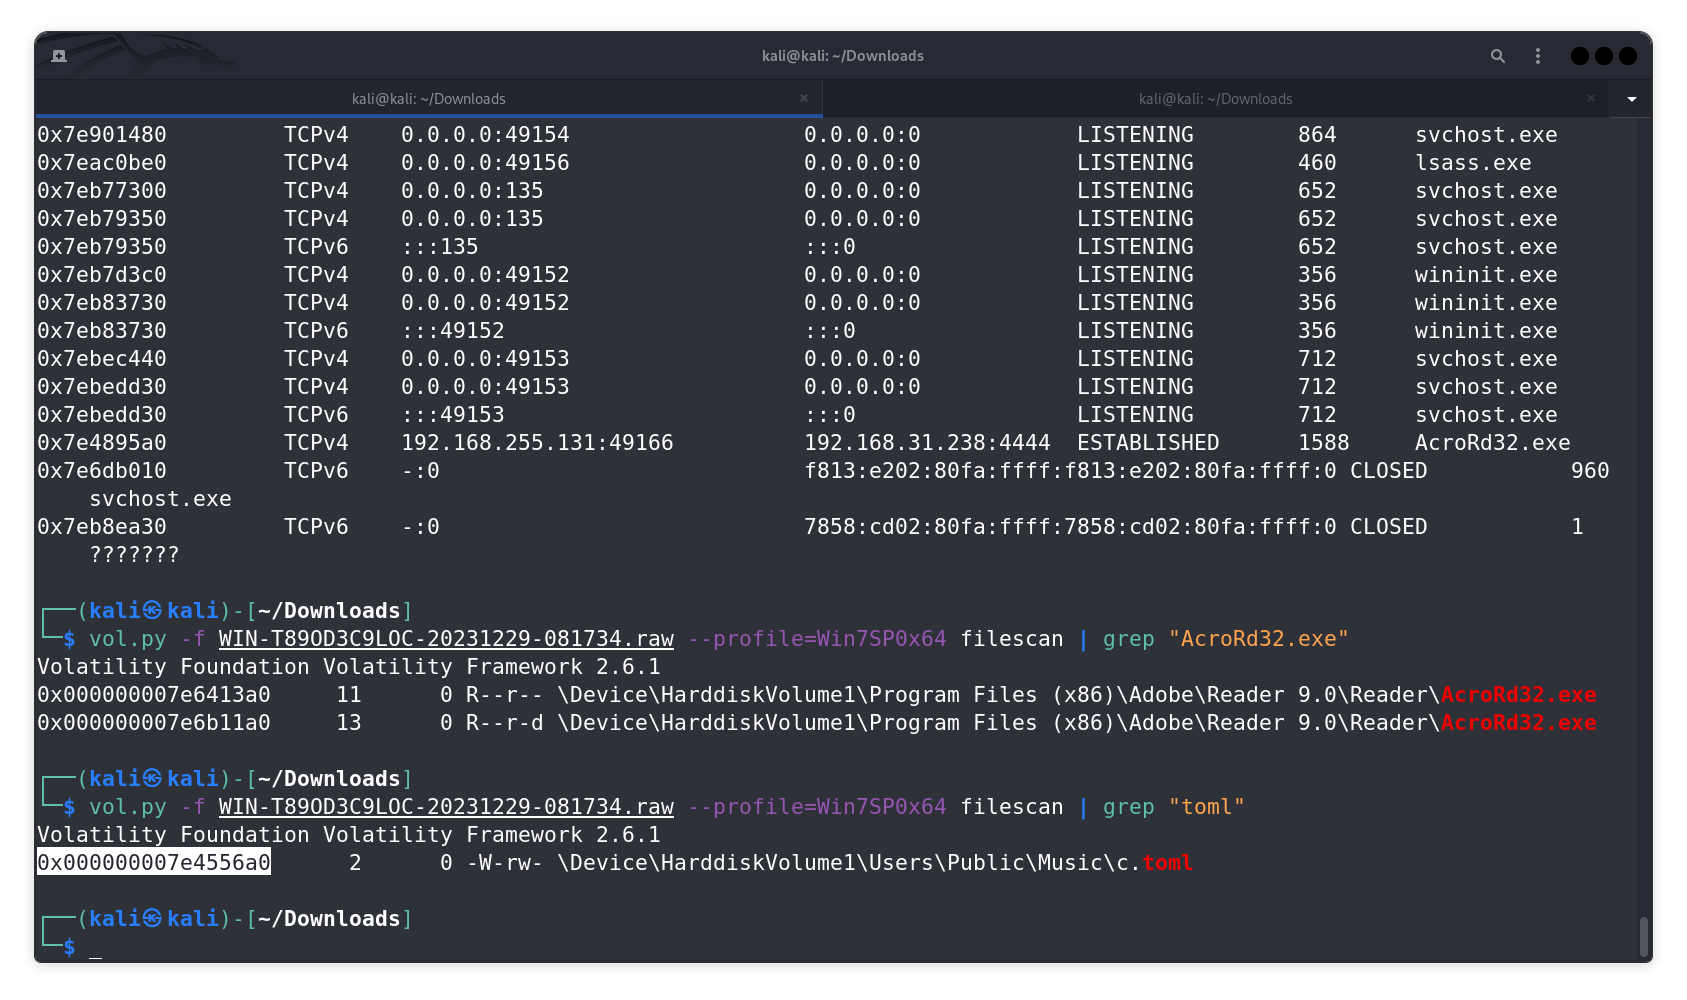 kali@kali: ~/Downloads
kali@kali: ~/Downloads × kali@kali: ~/Downloads ×
0x7e901480 TCPv4 0.0.0.0:49154 0.0.0.0:0 LISTENING 864 svchost.exe
0x7eac0be0 TCPv4 0.0.0.0:49156 0.0.0.0:0 LISTENING 460 lsass.exe
0x7eb77300 TCPv4 0.0.0.0:135 0.0.0.0:0 LISTENING 652 svchost.exe
0x7eb79350 TCPv4 0.0.0.0:135 0.0.0.0:0 LISTENING 652 svchost.exe
0x7eb79350 TCPv6 :::135 :::0 LISTENING 652 svchost.exe
0x7eb7d3c0 TCPv4 0.0.0.0:49152 0.0.0.0:0 LISTENING 356 wininit.exe
0x7eb83730 TCPv4 0.0.0.0:49152 0.0.0.0:0 LISTENING 356 wininit.exe
0x7eb83730 TCPv6 :::49152 :::0 LISTENING 356 wininit.exe
0x7ebec440 TCPv4 0.0.0.0:49153 0.0.0.0:0 LISTENING 712 svchost.exe
0x7ebedd30 TCPv4 0.0.0.0:49153 0.0.0.0:0 LISTENING 712 svchost.exe
0x7ebedd30 TCPv6 :::49153 :::0 LISTENING 712 svchost.exe
0x7e4895a0 TCPv4 192.168.255.131:49166 192.168.31.238:4444 ESTABLISHED 1588 AcroRd32.exe
0x7e6db010 TCPv6 -:0 f813:e202:80fa:ffff:f813:e202:80fa:ffff:0 CLOSED 960
svchost.exe
0x7eb8ea30 TCPv6 -:0 7858:cd02:80fa:ffff:7858:cd02:80fa:ffff:0 CLOSED 1
???????
┌──(kali㉿kali)-[~/Downloads]
└─$ vol.py -f WIN-T89OD3C9LOC-20231229-081734.raw --profile=Win7SP0x64 filescan | grep "AcroRd32.exe"
Volatility Foundation Volatility Framework 2.6.1
0x000000007e6413a0 11 0 R--r-- \Device\HarddiskVolume1\Program Files (x86)\Adobe\Reader 9.0\Reader\AcroRd32.exe
0x000000007e6b11a0 13 0 R--r-d \Device\HarddiskVolume1\Program Files (x86)\Adobe\Reader 9.0\Reader\AcroRd32.exe
┌──(kali㉿kali)-[~/Downloads]
└─$ vol.py -f WIN-T89OD3C9LOC-20231229-081734.raw --profile=Win7SP0x64 filescan | grep "toml"
Volatility Foundation Volatility Framework 2.6.1
0x000000007e4556a0 2 0 -W-rw- \Device\HarddiskVolume1\Users\Public\Music\c.toml
┌──(kali㉿kali)-[~/Downloads]
└─$ _